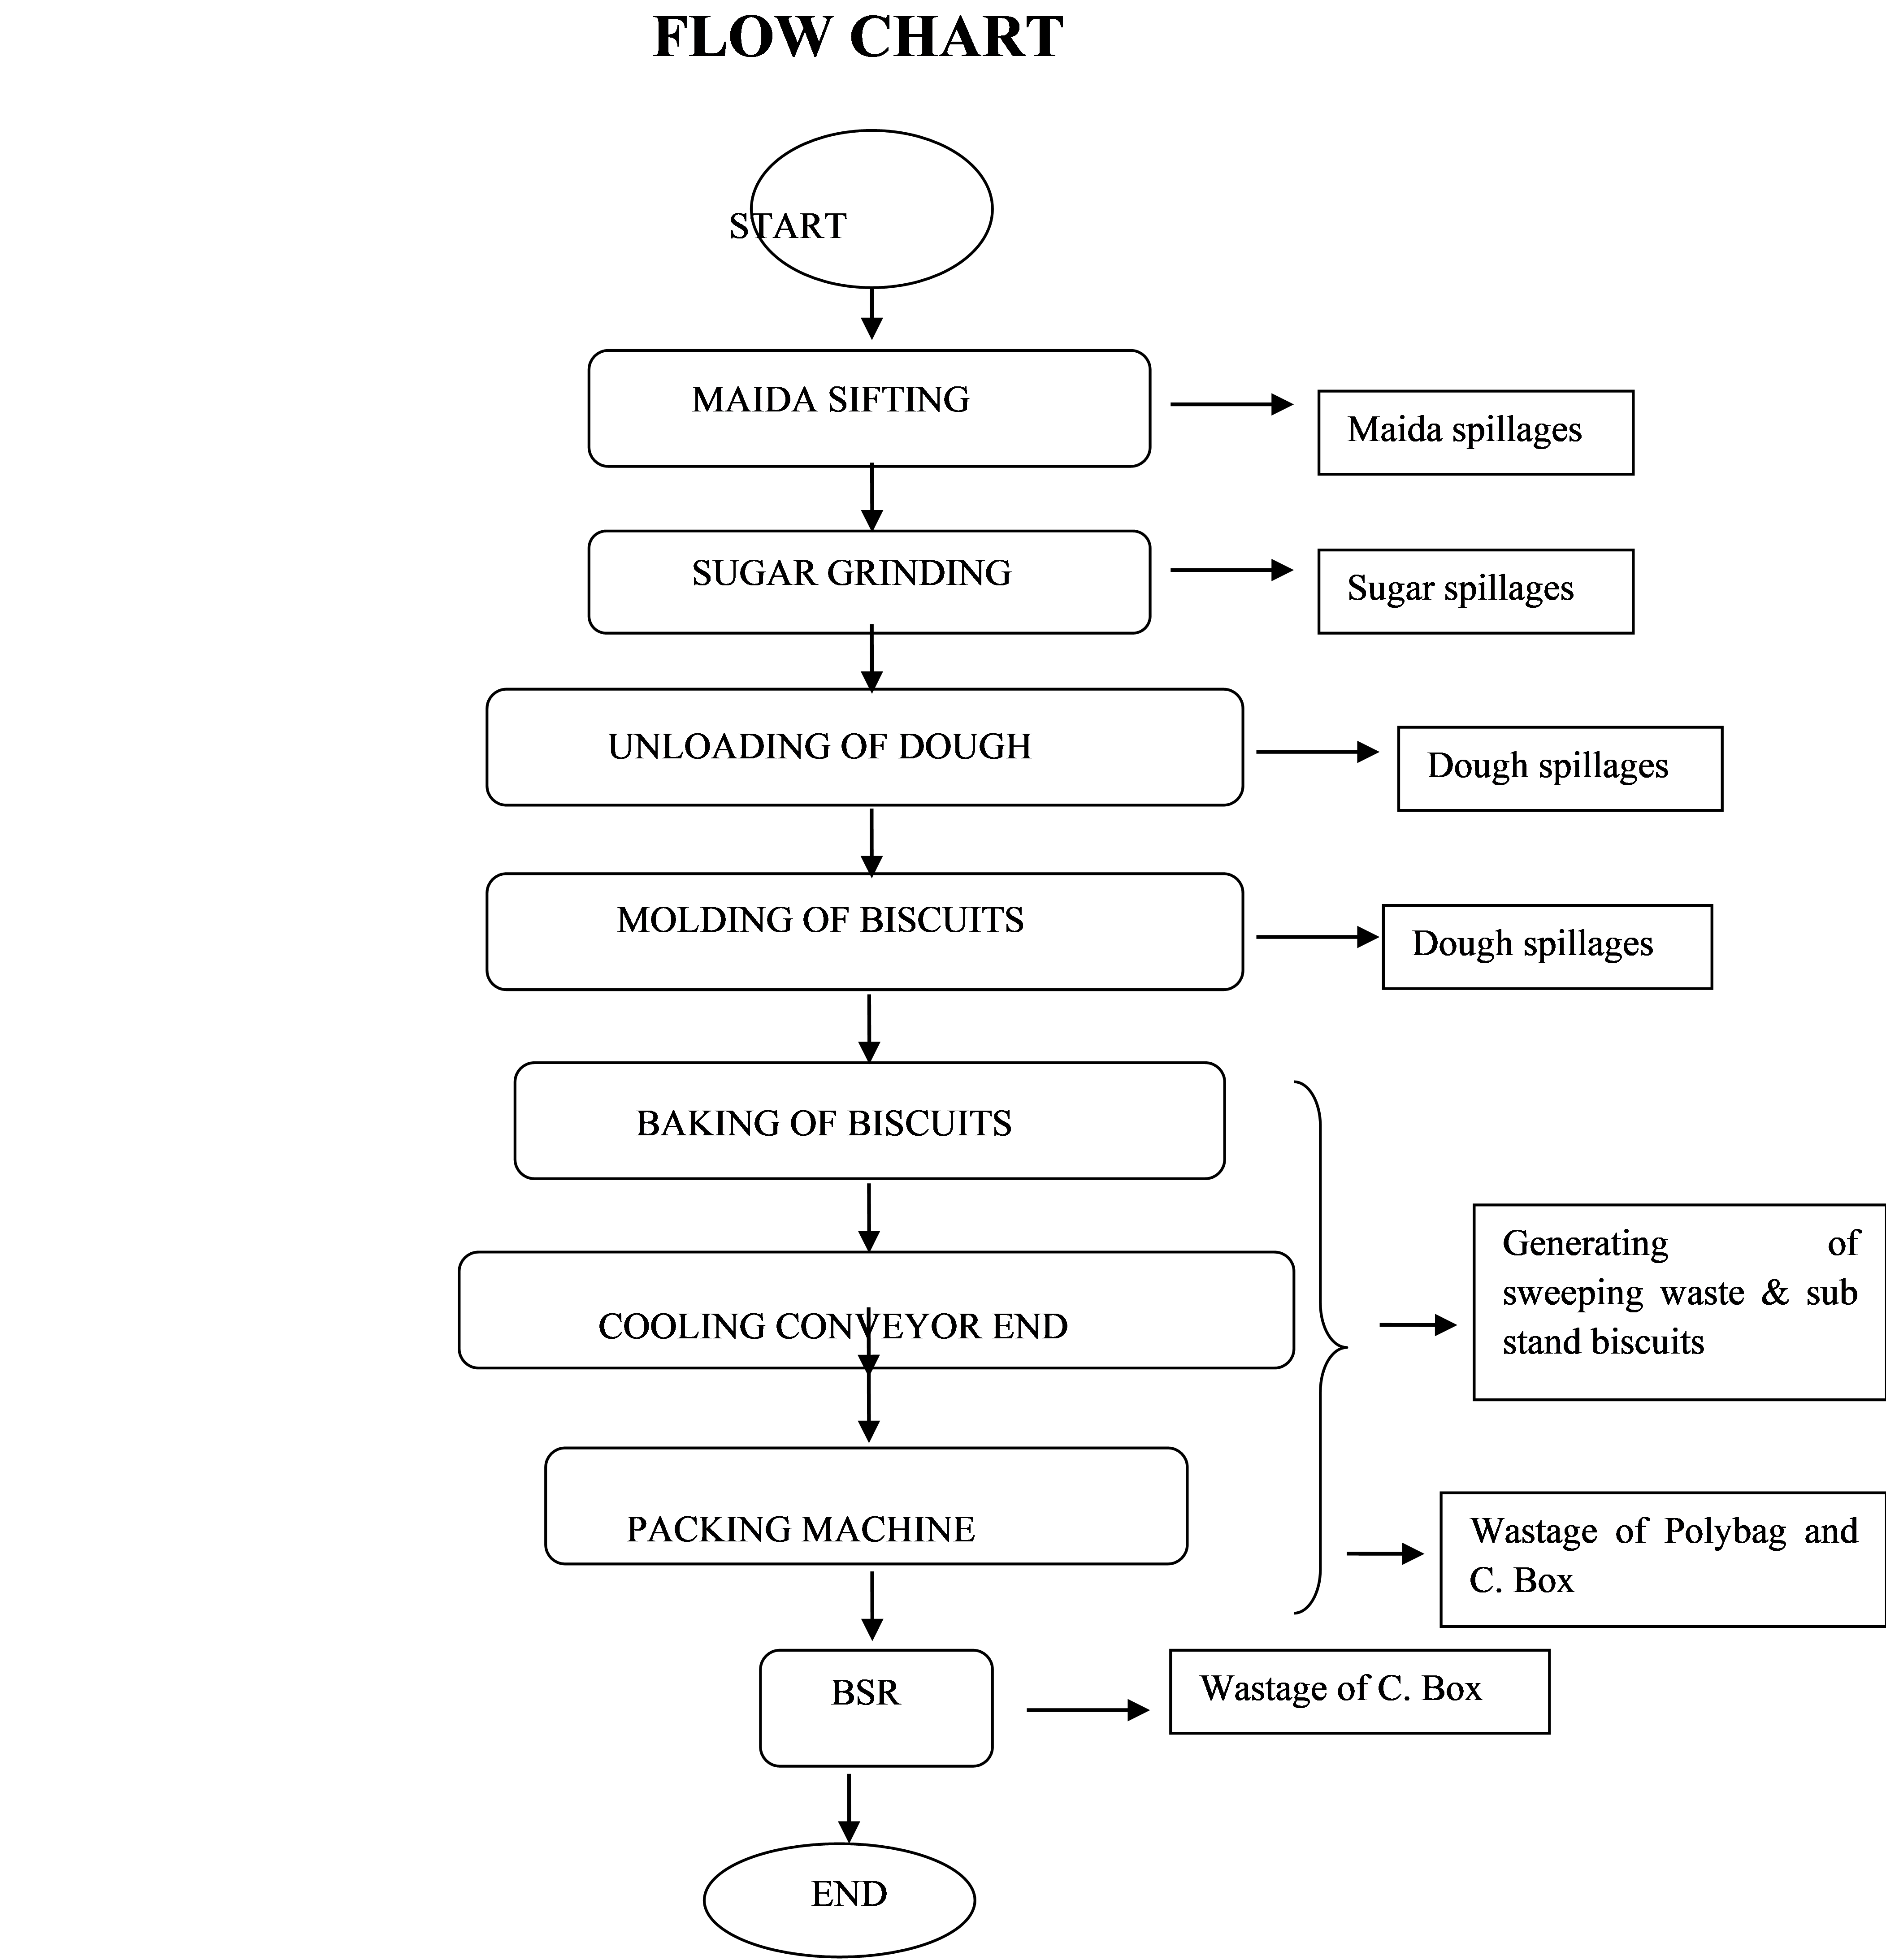 FLOW CHART
START
MAIDA SIFTING
Maida spillages
SUGAR GRINDING
Sugar spillages
UNLOADING OF DOUGH
Dough spillages
MOLDING OF BISCUITS
Dough spillages
BAKING OF BISCUITS
Generating of
sweeping waste & sub
stand biscuits
COOLING CONVEYOR END
PACKING MACHINE
Wastage of Polybag and
C. Box
BSR
Wastage of C. Box
END